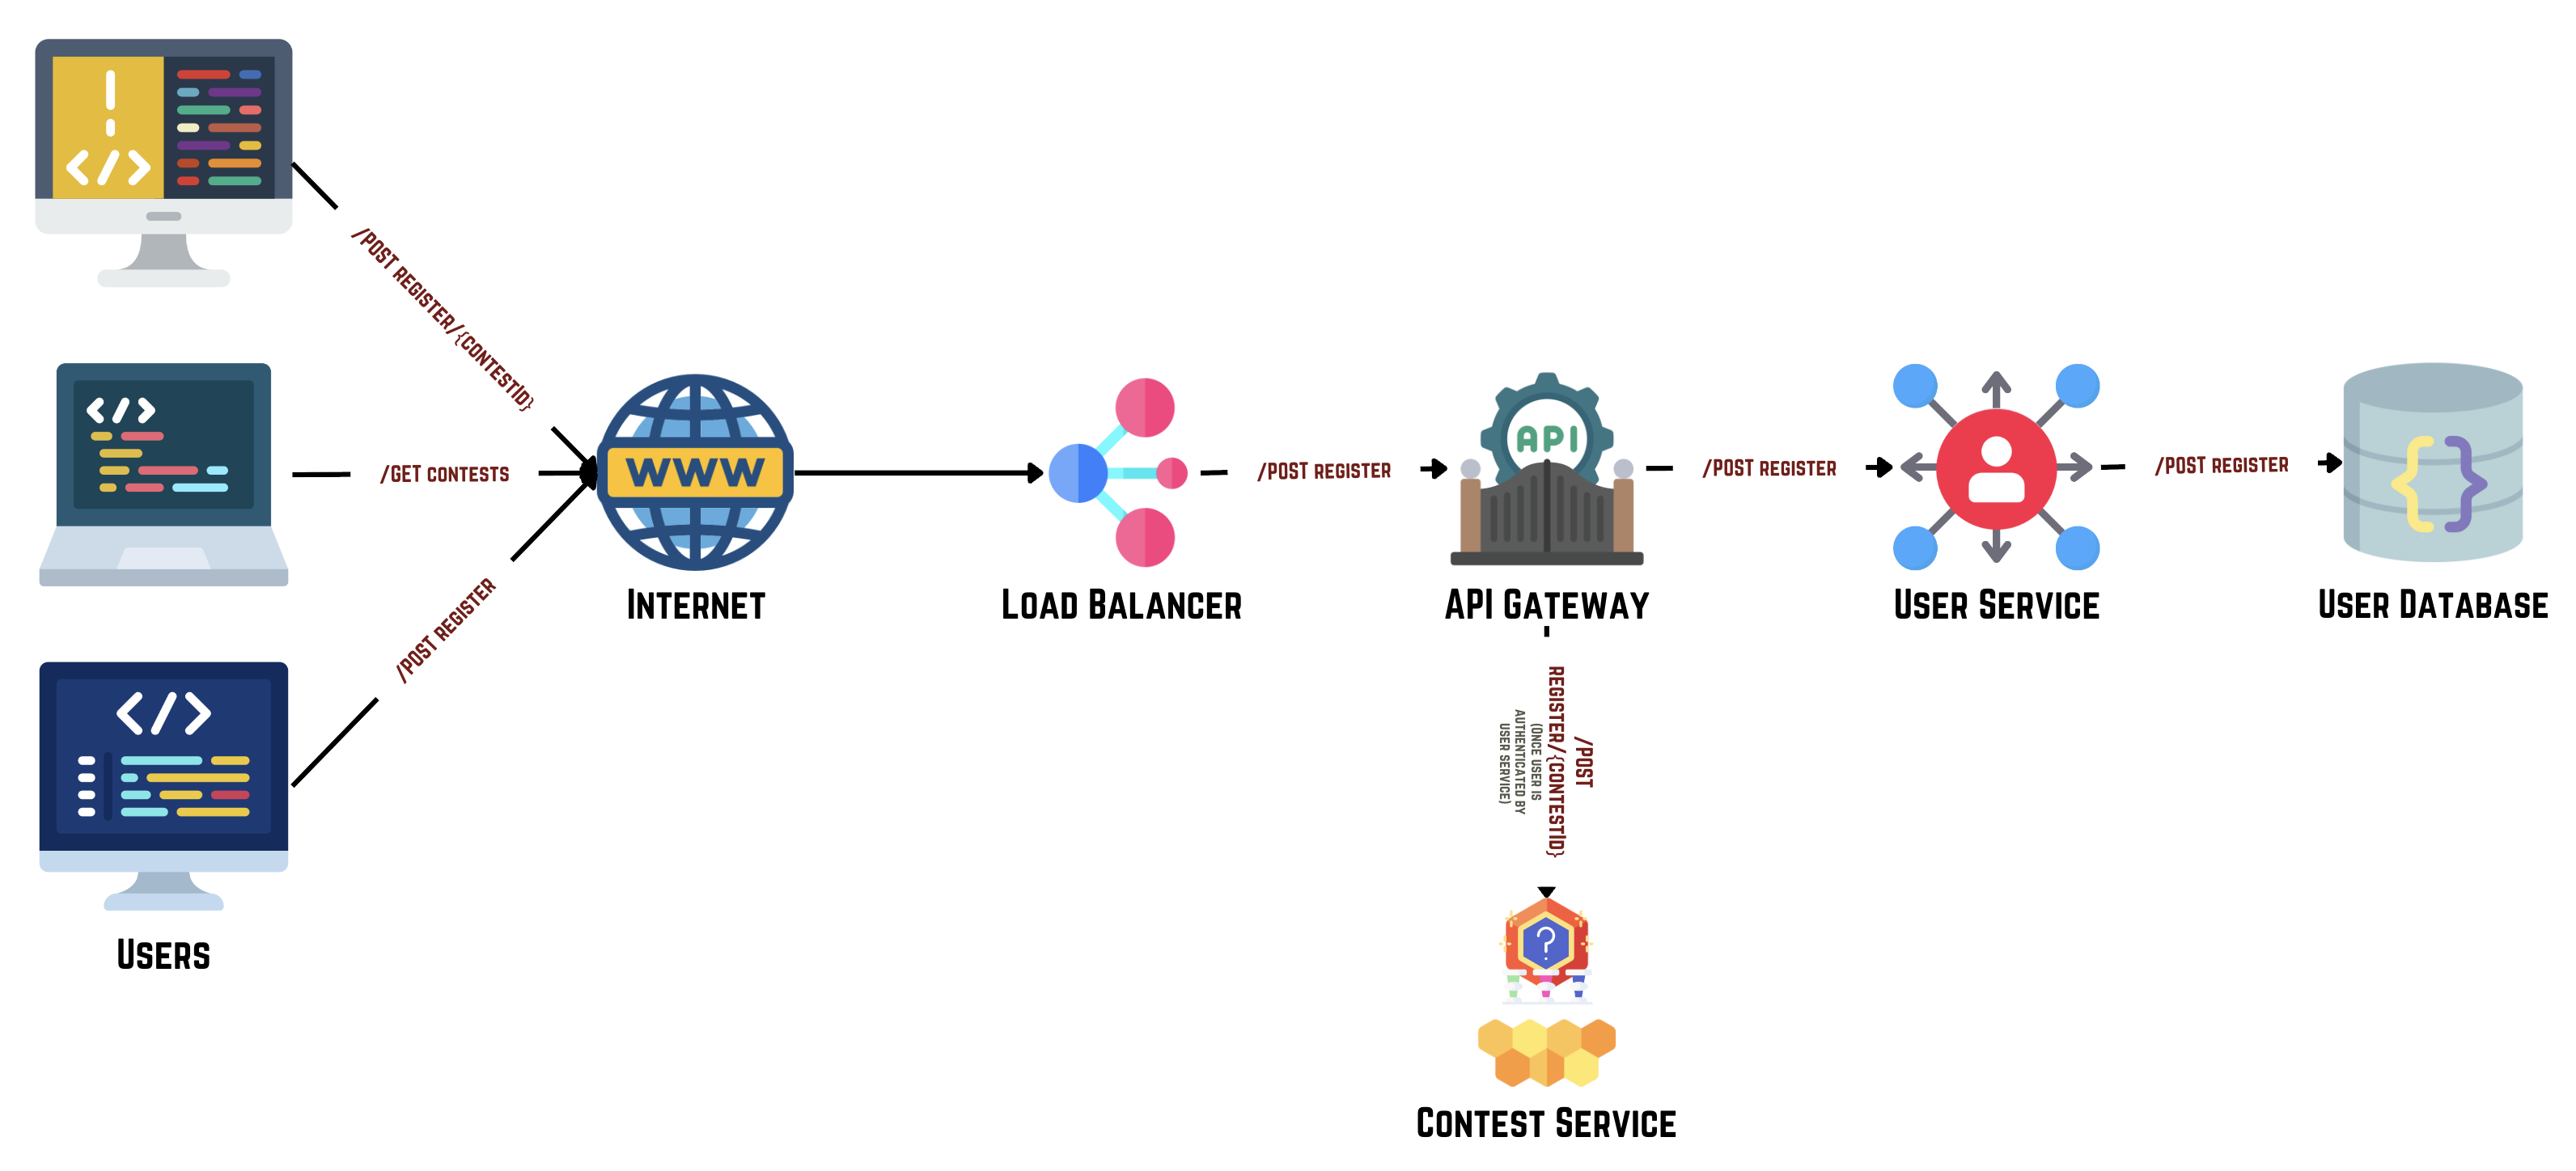 </>
/POST REGISTER/{CONTESTID}
</>
/GET CONTESTS
/POST REGISTER
</>
USERS
WWW
INTERNET
LOAD BALANCER
/POST REGISTER
API
API GATEWAY
/POST REGISTER
USER SERVICE
/POST REGISTER
{}
USER DATABASE
/POST
REGISTER/{CONTESTID}
(ONCE USER IS
AUTHENTICATED BY
USER SERVICE)
?
CONTEST SERVICE